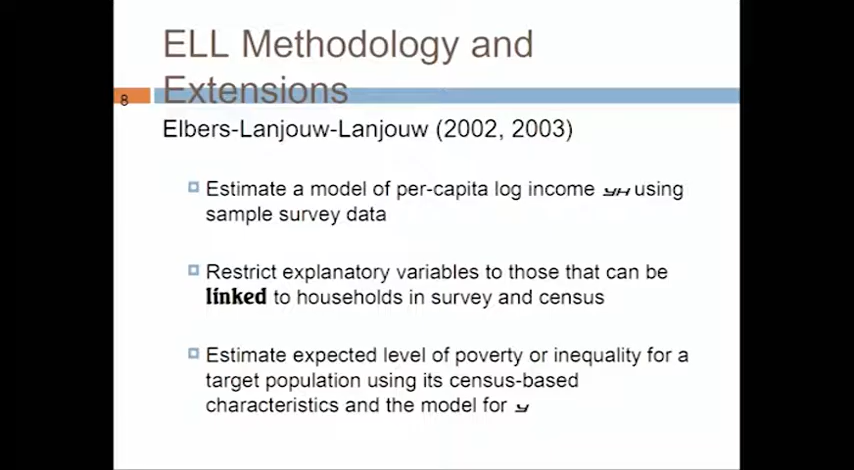 ELL Methodology and
Extensions
8
Elbers-Lanjouw-Lanjouw (2002, 2003)
Estimate a model of per-capita log income yH using
sample survey data
Restrict explanatory variables to those that can be
linked to households in survey and census
Estimate expected level of poverty or inequality for a
target population using its census-based
characteristics and the model for y